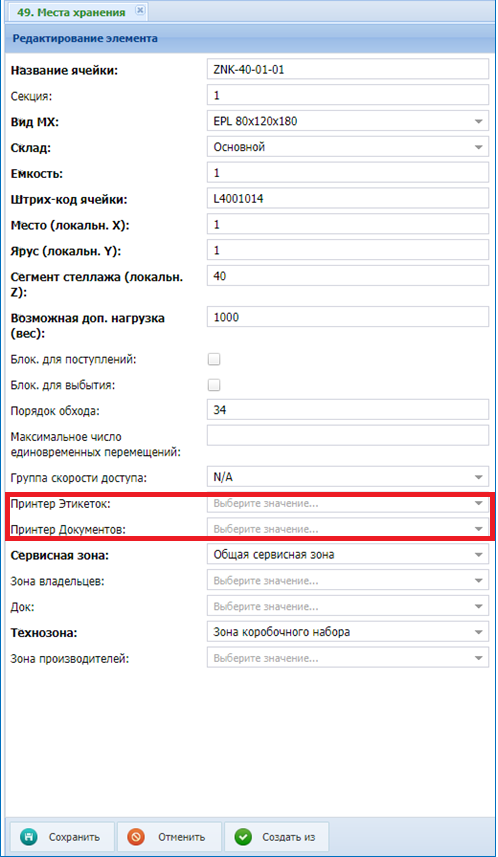 49. Места хранения
Редактирование элемента
Название ячейки: ZNK-40-01-01
Секция: 1
Вид МХ: EPL 80x120x180
Склад: Основной
Емкость: 1
Штрих-код ячейки: L4001014
Место (локальн. X): 1
Ярус (локальн. Y): 1
Сегмент стеллажа (локальн. 40
Z):
Возможная доп. нагрузка 1000
(вес):
Блок. для поступлений:
Блок. для выбытия:
Порядок обхода: 34
Максимальное число
единовременных перемещений:
Группа скорости доступа: N/A
Принтер Этикеток: Выберите значение...
Принтер Документов: Выберите значение...
Сервисная зона: Общая сервисная зона
Зона владельцев: Выберите значение...
Док: Выберите значение...
Технозона: Зона коробочного набора
Зона производителей: Выберите значение...
Сохранить Отменить Создать из